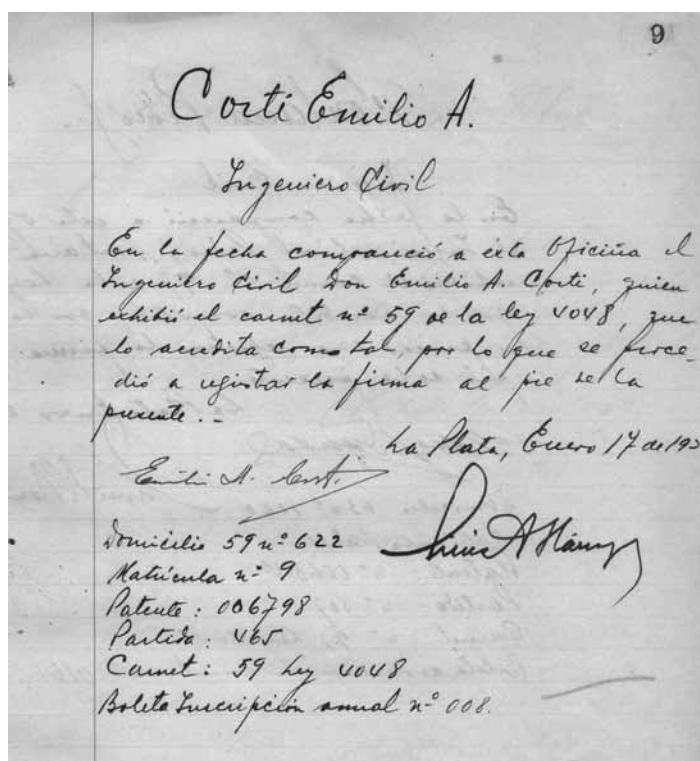 9
Corti Emilio A.
Ingeniero Civil
En la fecha compareció a ésta Oficina el
Ingeniero Civil Don Emilio A. Corti, quien
exhibió el carnet nº 59 de la ley 4048, que
lo acredita como tal, por lo que se proce-
dió a registar la firma al pie de la
presente.-
La Plata, Enero 17 de 193
Emilio A. Corti
Domicilio 59 nº 622
Matrícula nº 9
Patente: 006798
Partida: 465
Carnet: 59 Ley 4048
Boleta Inscripción anual nº 008.